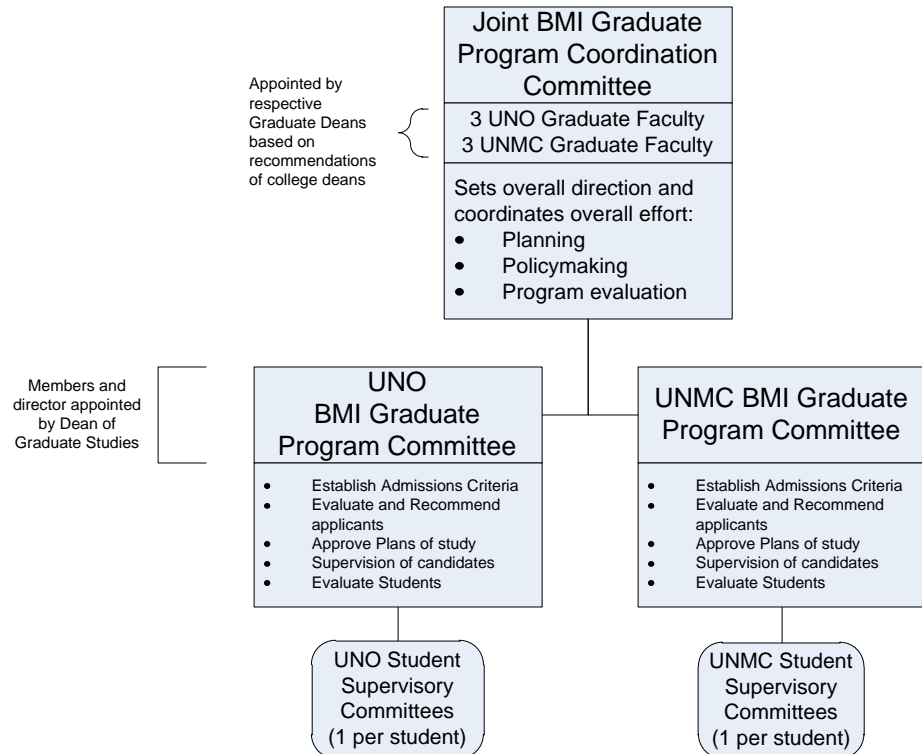 Joint BMI Graduate
Program Coordination
Committee
Appointed by
respective
Graduate Deans
based on
recommendations
of college deans
3 UNO Graduate Faculty
3 UNMC Graduate Faculty
Sets overall direction and
coordinates overall effort:
• Planning
• Policymaking
• Program evaluation
Members and
director appointed
by Dean of
Graduate Studies
UNO
BMI Graduate
Program Committee
• Establish Admissions Criteria
• Evaluate and Recommend
applicants
• Approve Plans of study
• Supervision of candidates
• Evaluate Students
UNO Student
Supervisory
Committees
(1 per student)
UNMC BMI Graduate
Program Committee
• Establish Admissions Criteria
• Evaluate and Recommend
applicants
• Approve Plans of study
• Supervision of candidates
• Evaluate Students
UNMC Student
Supervisory
Committees
(1 per student)